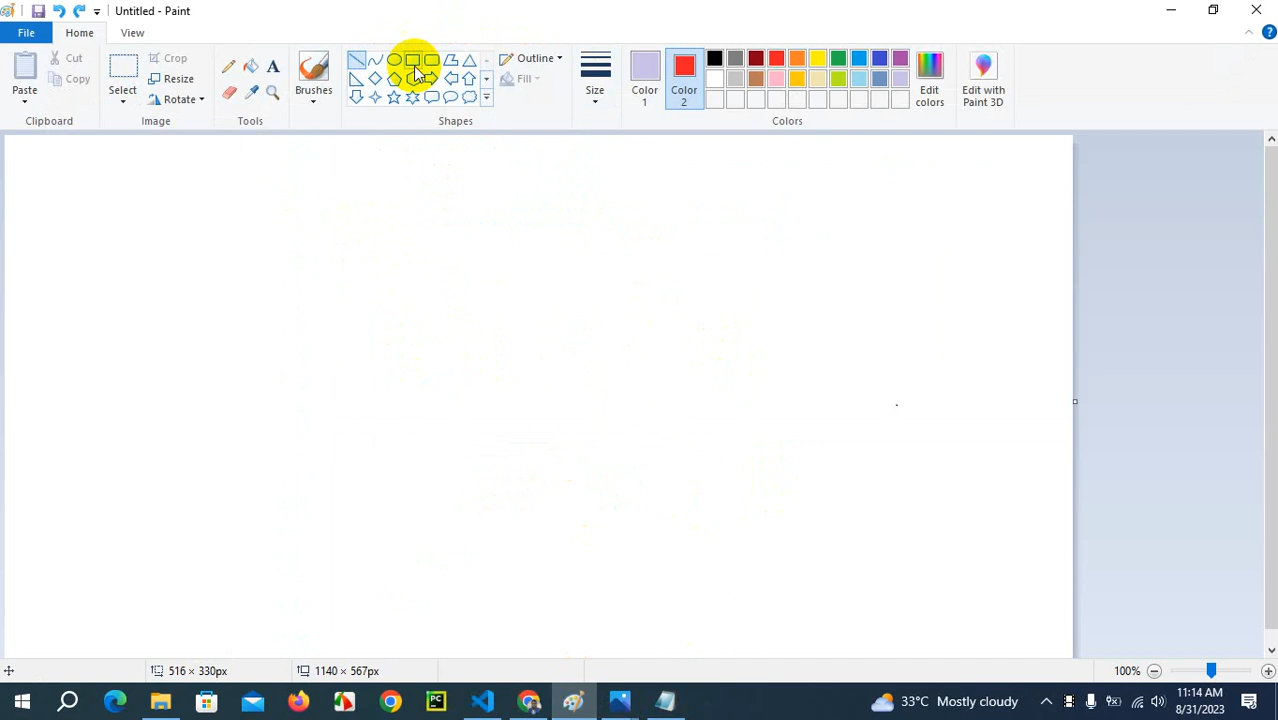 Untitled - Paint
File
Home
View
Paste
Cut
Copy
Clipboard
Select
Crop
Resize
Rotate
Image
A
Tools
Brushes
Shapes
Outline
Fill
Size
Color 1
Color 2
Edit colors
Colors
Edit with Paint 3D
516 × 330px
1140 × 567px
100%
PC
33°C Mostly cloudy
11:14 AM
8/31/2023